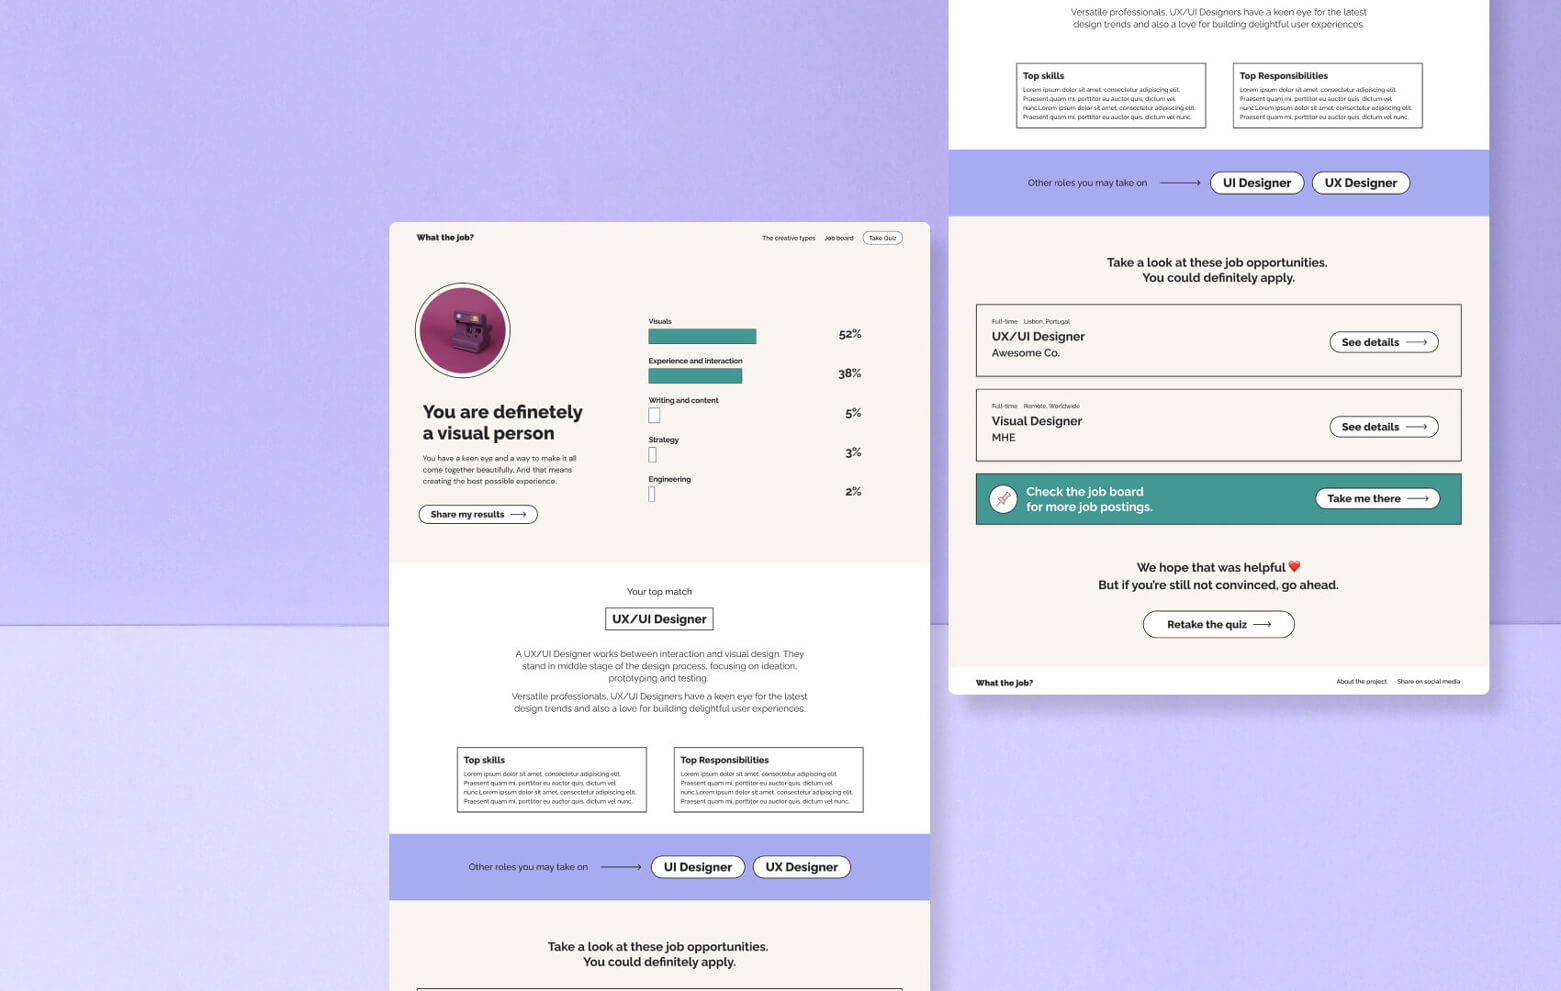 What the job?
The creative types
Job board
Take Quiz
You are definetely
a visual person
You have a keen eye and a way to make it all
come together beautifully. And that means
creating the best possible experience.
Share my results
Visuals
52%
Experience and interaction
38%
Writing and content
5%
Strategy
3%
Engineering
2%
Your top match
UX/UI Designer
A UX/UI Designer works between interaction and visual design. They
stand in middle stage of the design process, focusing on ideation,
prototyping and testing.
Versatile professionals, UX/UI Designers have a keen eye for the latest
design trends and also a love for building delightful user experiences.
Top skills
Lorem ipsum dolor sit amet, consectetur adipiscing elit.
Praesent quam mi, porttitor eu auctor quis, dictum vel
nunc.Lorem ipsum dolor sit amet, consectetur adipiscing elit.
Praesent quam mi, porttitor eu auctor quis, dictum vel nunc.
Top Responsibilities
Lorem ipsum dolor sit amet, consectetur adipiscing elit.
Praesent quam mi, porttitor eu auctor quis, dictum vel
nunc.Lorem ipsum dolor sit amet, consectetur adipiscing elit.
Praesent quam mi, porttitor eu auctor quis, dictum vel nunc.
Other roles you may take on
UI Designer
UX Designer
Take a look at these job opportunities.
You could definitely apply.
Versatile professionals, UX/UI Designers have a keen eye for the latest
design trends and also a love for building delightful user experiences.
Top skills
Lorem ipsum dolor sit amet, consectetur adipiscing elit.
Praesent quam mi, porttitor eu auctor quis, dictum vel
nunc.Lorem ipsum dolor sit amet, consectetur adipiscing elit.
Praesent quam mi, porttitor eu auctor quis, dictum vel nunc.
Top Responsibilities
Lorem ipsum dolor sit amet, consectetur adipiscing elit.
Praesent quam mi, porttitor eu auctor quis, dictum vel
nunc.Lorem ipsum dolor sit amet, consectetur adipiscing elit.
Praesent quam mi, porttitor eu auctor quis, dictum vel nunc.
Other roles you may take on
UI Designer
UX Designer
Take a look at these job opportunities.
You could definitely apply.
Full-time Lisbon, Portugal
UX/UI Designer
Awesome Co.
See details
Full-time Remote, Worldwide
Visual Designer
MHE
See details
Check the job board
for more job postings.
Take me there
We hope that was helpful ❤️
But if you're still not convinced, go ahead.
Retake the quiz
What the job?
About the project
Share on social media